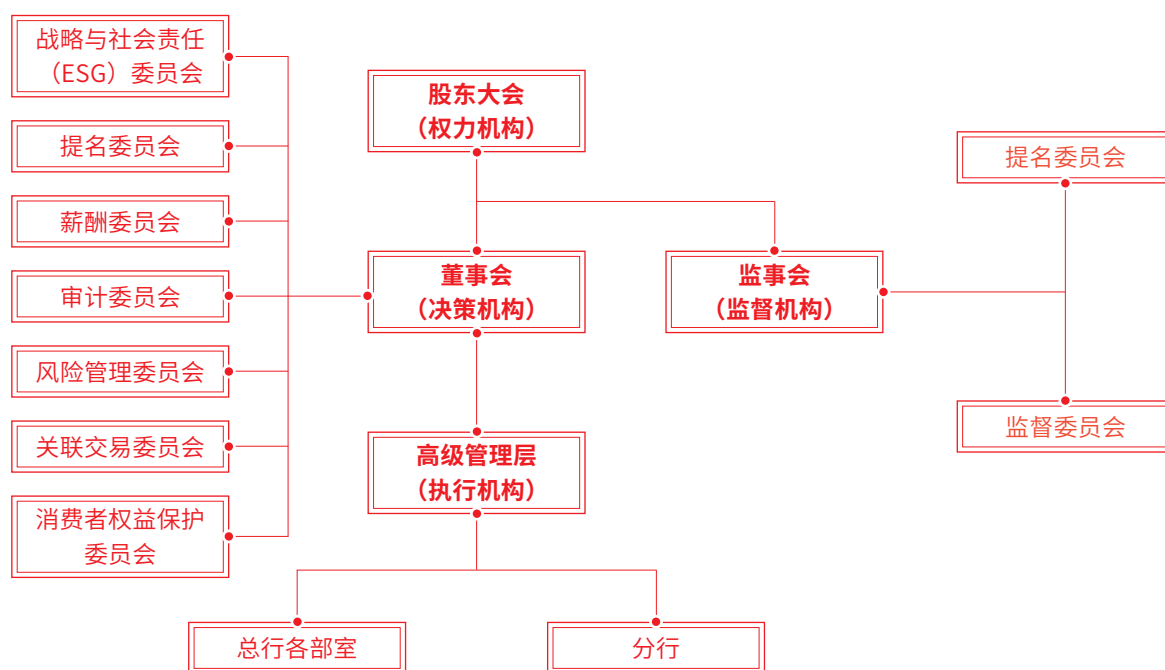 战略与社会责任
（ESG）委员会
提名委员会
薪酬委员会
审计委员会
风险管理委员会
关联交易委员会
消费者权益保护
委员会
股东大会
（权力机构）
董事会
（决策机构）
监事会
（监督机构）
高级管理层
（执行机构）
总行各部室
分行
提名委员会
监督委员会